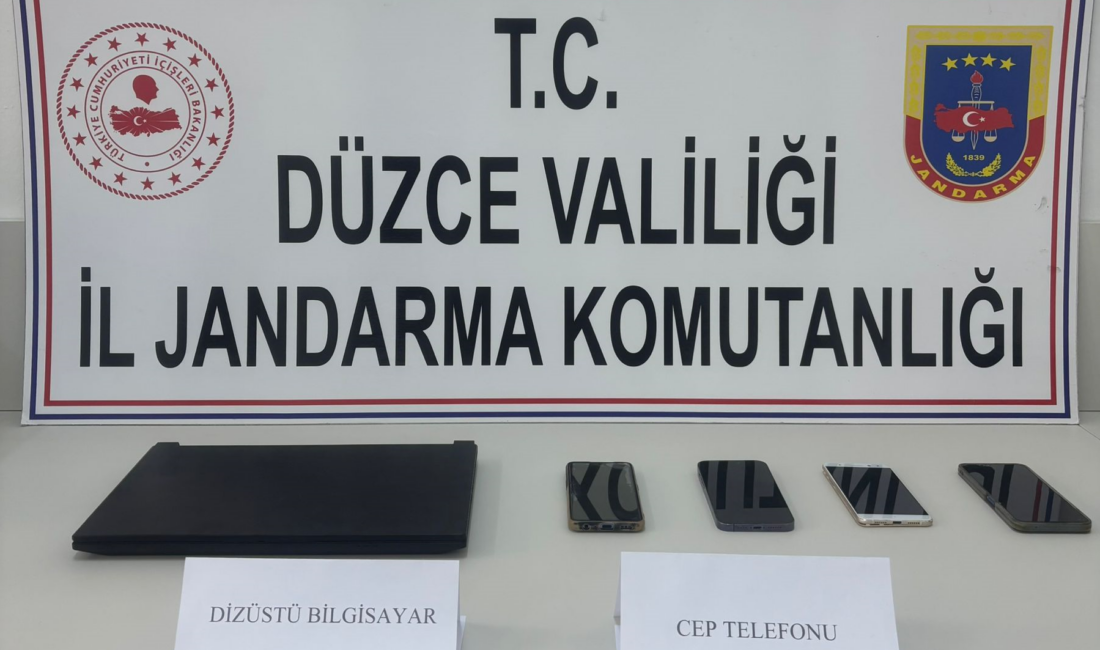 T.C.
DÜZCE VALİLİĞİ
İL JANDARMA KOMUTANLIĞI
TÜRKİYE CUMHURİYETİ İÇİŞLERİ BAKANLIĞI
1839
JANDARMA
DİZÜSTÜ BİLGİSAYAR
CEP TELEFONU